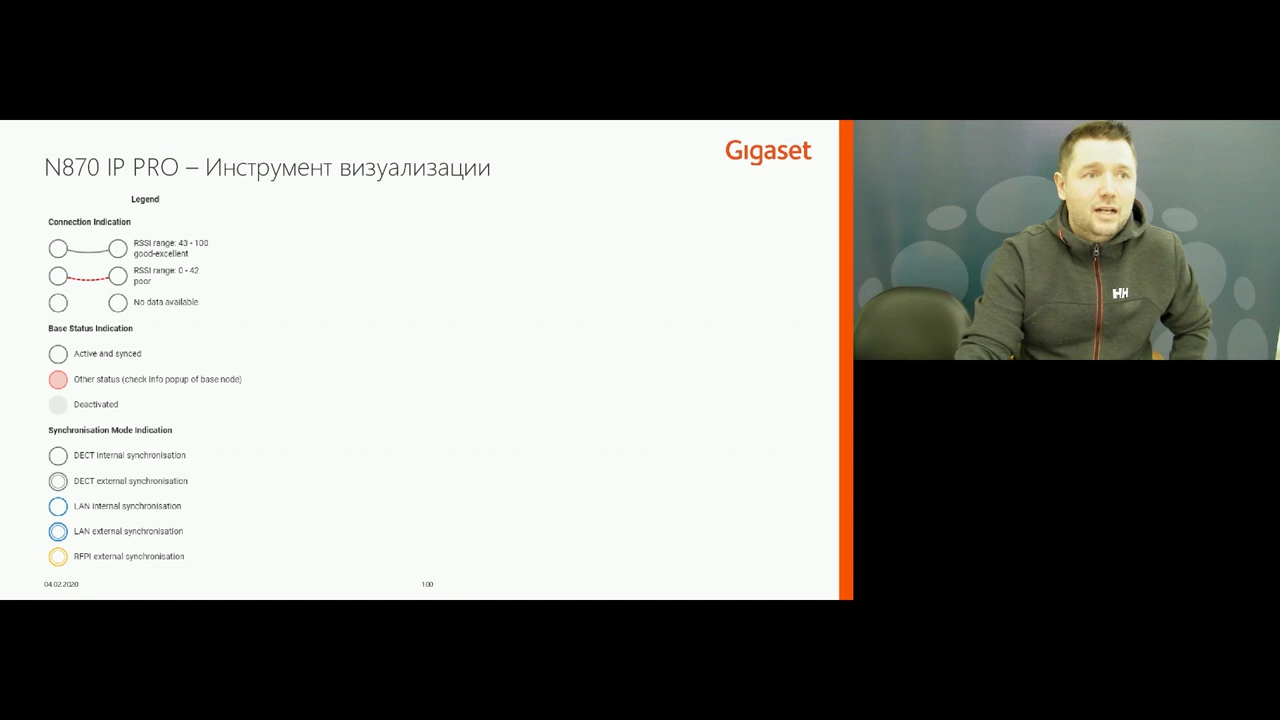 Gigaset
N870 IP PRO – Инструмент визуализации
Legend
Connection Indication
RSSI range: 43 - 100
good-excellent
RSSI range: 0 - 42
poor
No data available
Base Status Indication
Active and synced
Other status (check info popup of base node)
Deactivated
Synchronisation Mode Indication
DECT internal synchronisation
DECT external synchronisation
LAN internal synchronisation
LAN external synchronisation
RFPI external synchronisation
04.02.2020
100
HH